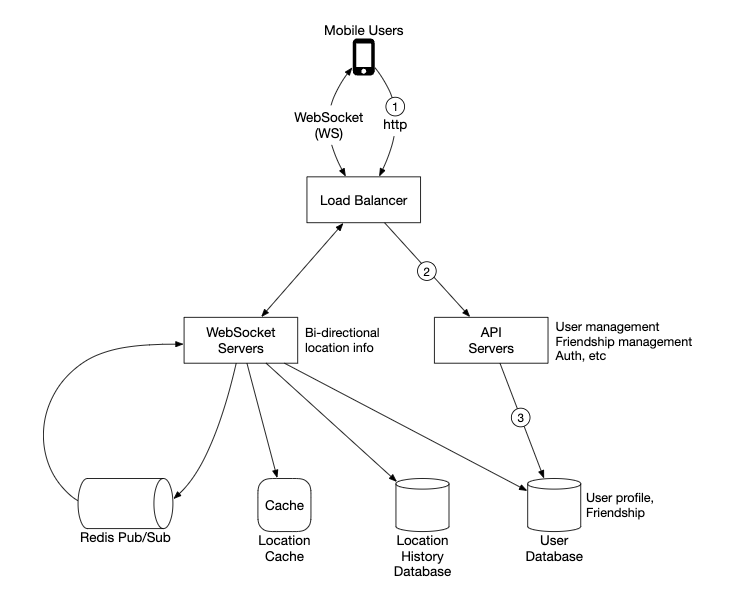 Mobile Users
WebSocket
(WS)
1
http
Load Balancer
2
WebSocket
Servers
Bi-directional
location info
API
Servers
User management
Friendship management
Auth, etc
3
Redis Pub/Sub
Cache
Location
Cache
Location
History
Database
User
Database
User profile,
Friendship